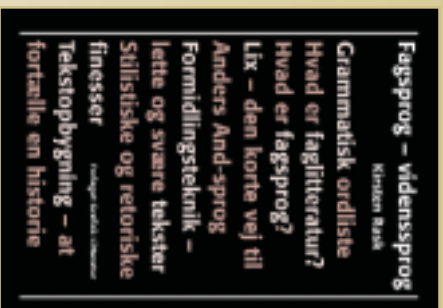 Fagsprog – videnssprog
Kirsten Rask
Grammatisk ordliste
Hvad er faglitteratur?
Hvad er fagsprog?
Lix – den korte vej til
Anders And-sprog
Formidlingsteknik –
lette og svære tekster
Stilistiske og retoriske
finesser
Tekstopbygning – at
fortælle en historie